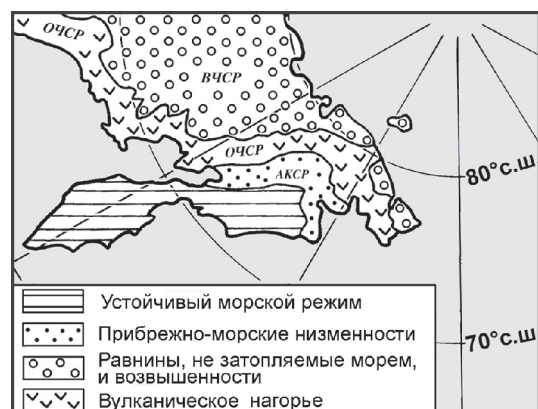 ОЧСР
ВЧСР
ОЧСР
АКСР
80°с.ш
70°с.ш
Устойчивый морской режим
Прибрежно-морские низменности
Равнины, не затопляемые морем,
и возвышенности
Вулканическое нагорье